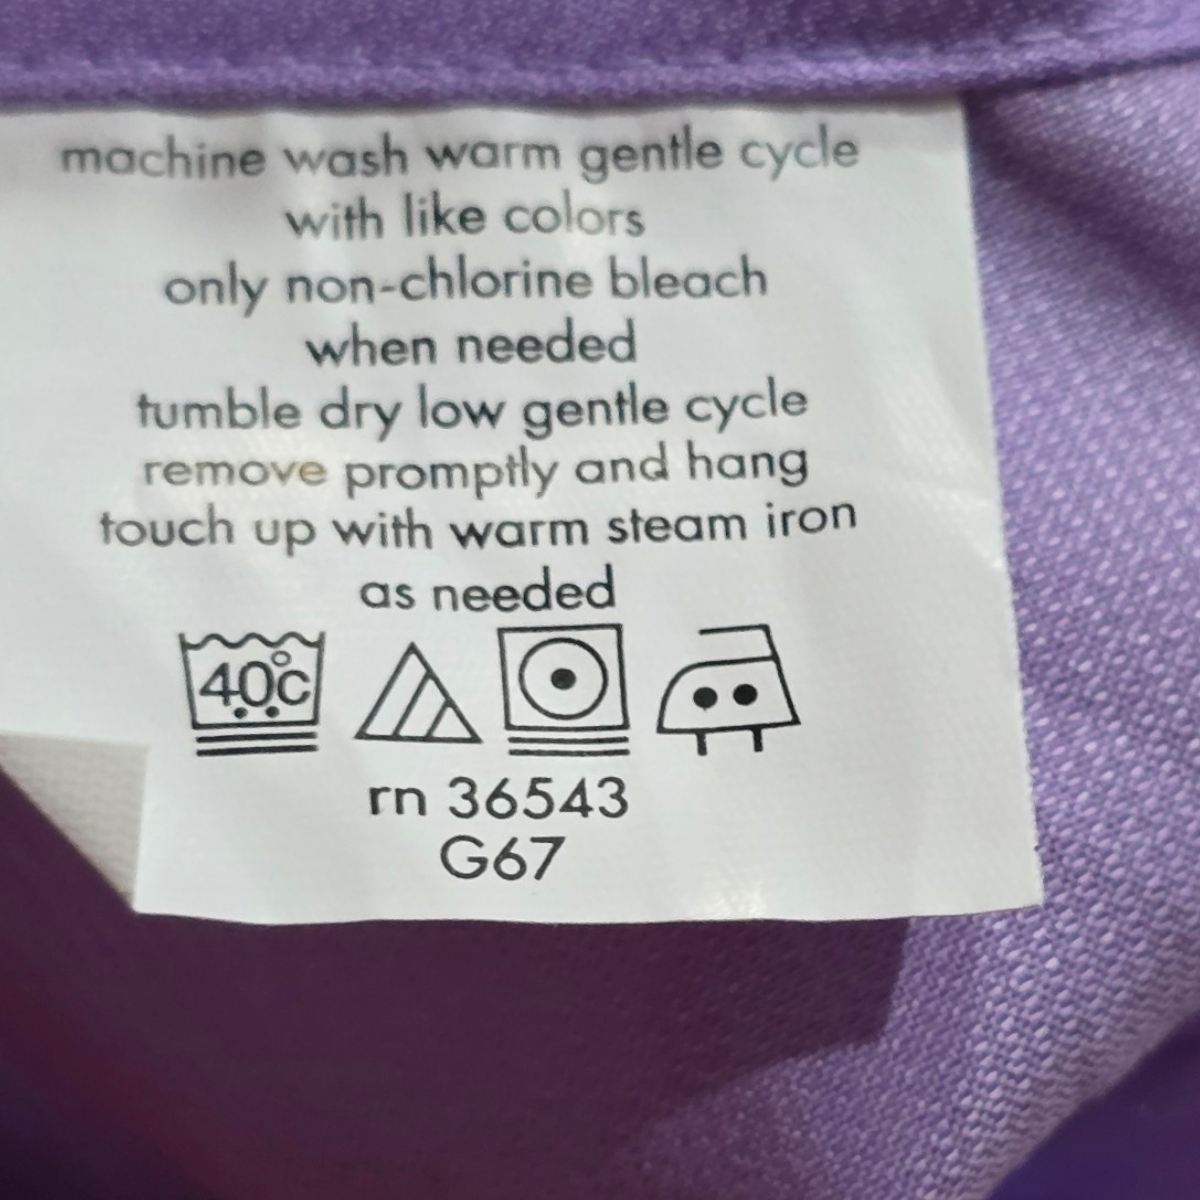 machine wash warm gentle cycle
with like colors
only non-chlorine bleach
when needed
tumble dry low gentle cycle
remove promptly and hang
touch up with warm steam iron
as needed
40°C
rn 36543
G67